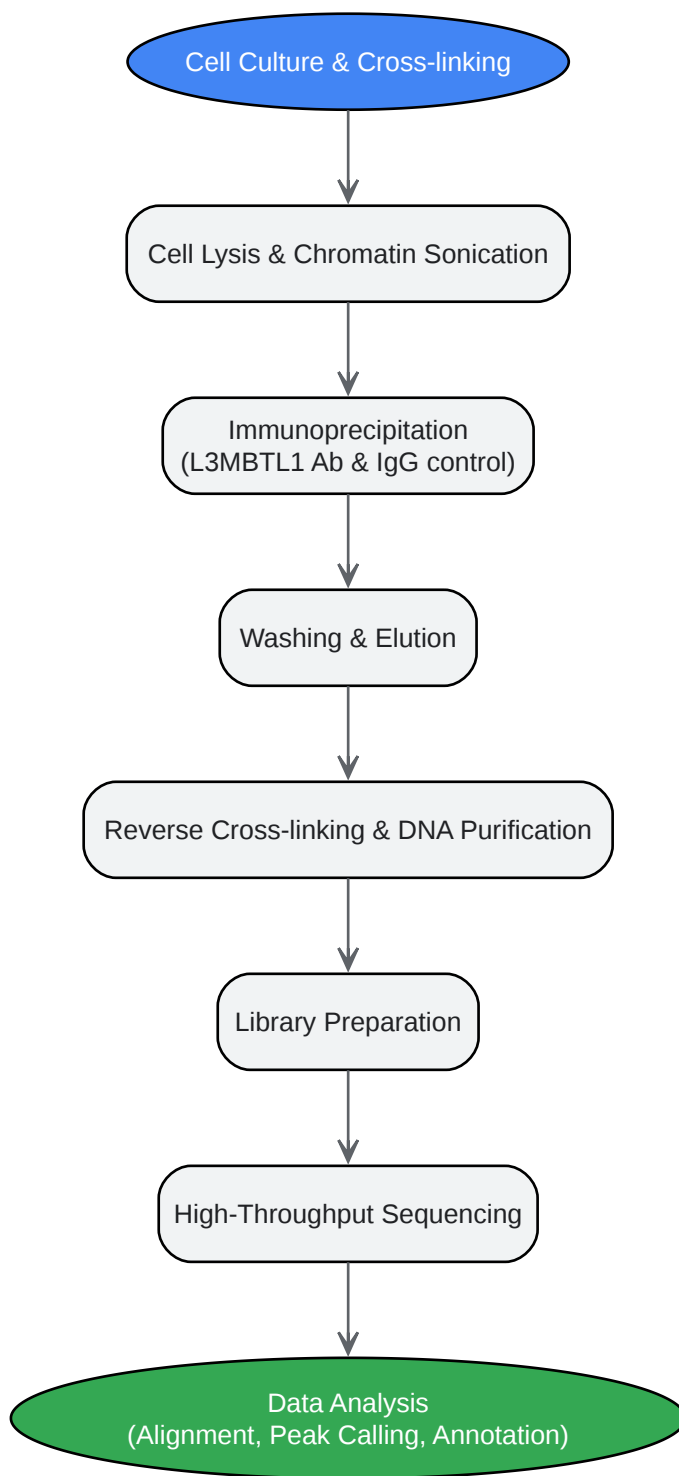 Cell Culture & Cross-linking
Cell Lysis & Chromatin Sonication
Immunoprecipitation
(L3MBTL1 Ab & IgG control)
Washing & Elution
Reverse Cross-linking & DNA Purification
Library Preparation
High-Throughput Sequencing
Data Analysis
(Alignment, Peak Calling, Annotation)